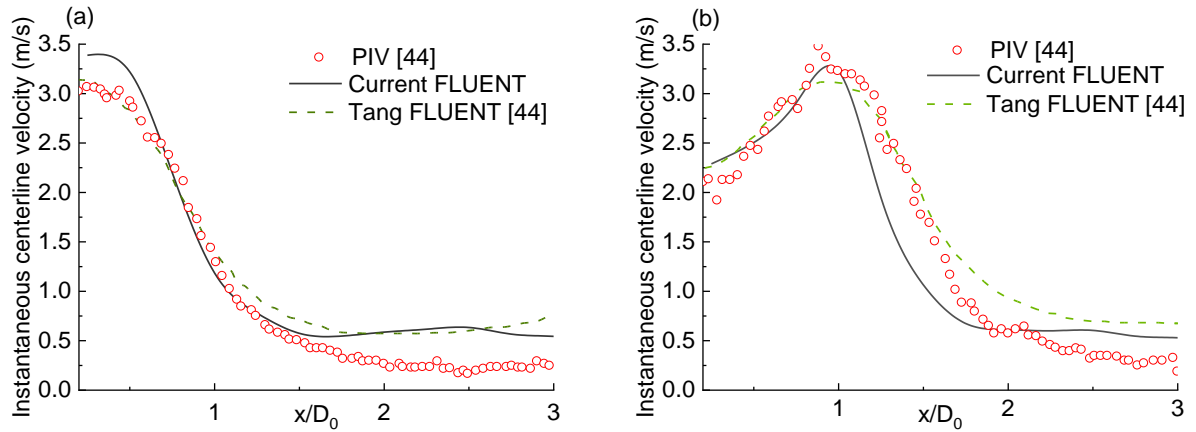 (a)
Instantaneous centerline velocity (m/s)
3.5
3.0
2.5
2.0
1.5
1.0
0.5
0.0
PIV [44]
Current FLUENT
Tang FLUENT [44]
1
2
3
x/D0
(b)
Instantaneous centerline velocity (m/s)
3.5
3.0
2.5
2.0
1.5
1.0
0.5
0.0
PIV [44]
Current FLUENT
Tang FLUENT [44]
1
2
3
x/D0